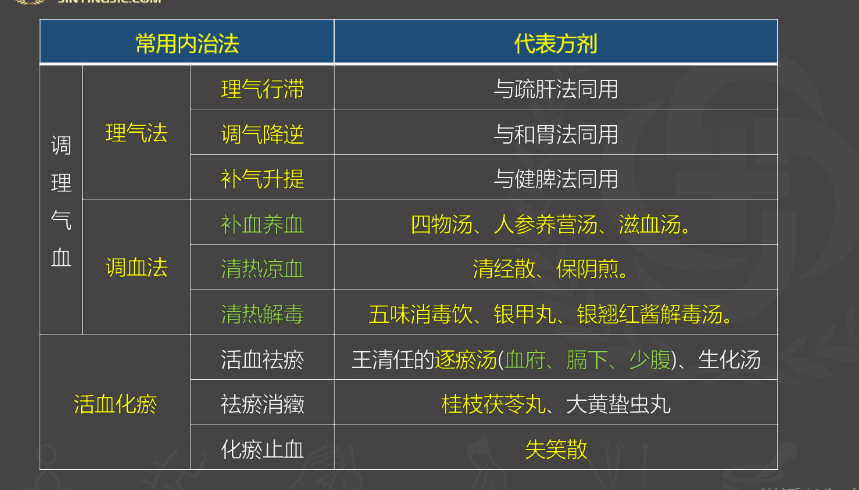 JINYINGJIE.COM
常用内治法 代表方剂
调理气血 理气法 理气行滞 与疏肝法同用
调气降逆 与和胃法同用
补气升提 与健脾法同用
调血法 补血养血 四物汤、人参养营汤、滋血汤。
清热凉血 清经散、保阴煎。
清热解毒 五味消毒饮、银甲丸、银翘红酱解毒汤。
活血化瘀 活血祛瘀 王清任的逐瘀汤(血府、膈下、少腹)、生化汤
祛瘀消癥 桂枝茯苓丸、大黄蛰虫丸
化瘀止血 失笑散